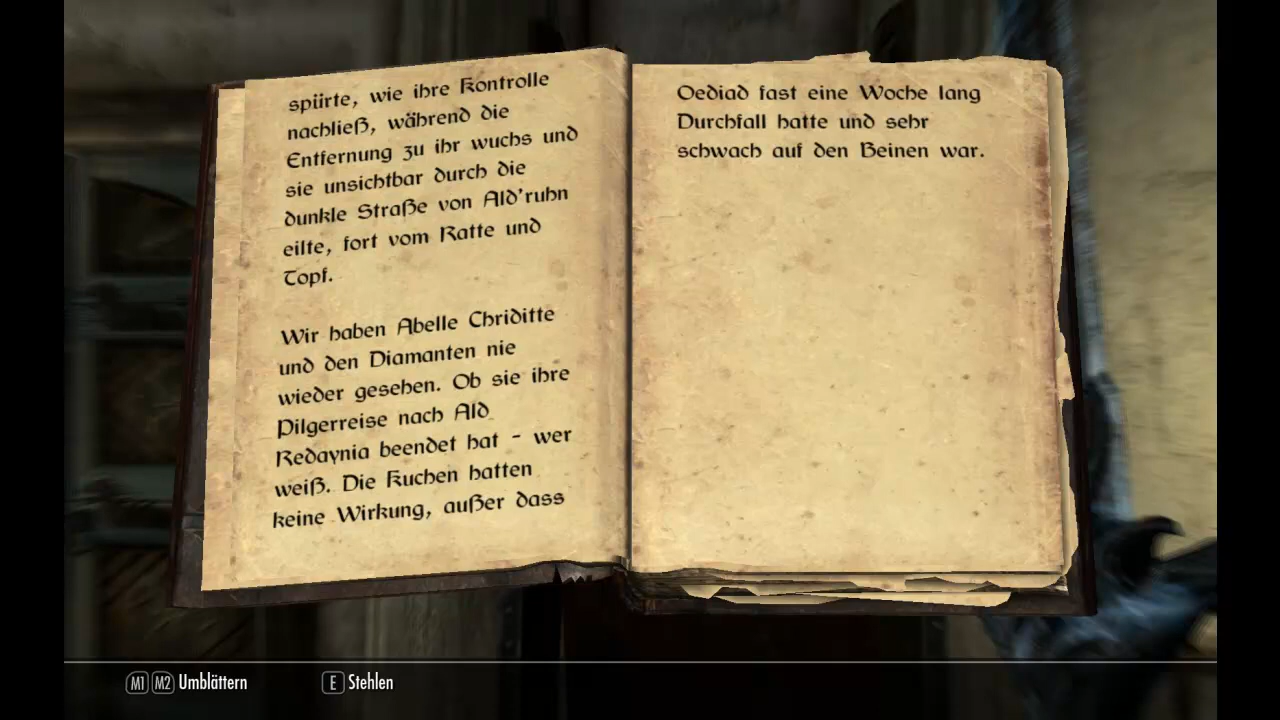 spürte, wie ihre Kontrolle
nachließ, während die
Entfernung zu ihr wuchs und
sie unsichtbar durch die
dunkle Straße von Ald'ruhn
eilte, fort vom Ratte und
Topf.
Wir haben Abelle Chriditte
und den Diamanten nie
wieder gesehen. Ob sie ihre
Pilgerreise nach Ald
Redaynia beendet hat - wer
weiß. Die Kuchen hatten
keine Wirkung, außer dass
Oediad fast eine Woche lang
Durchfall hatte und sehr
schwach auf den Beinen war.
M1 M2 Umblättern
E Stehlen